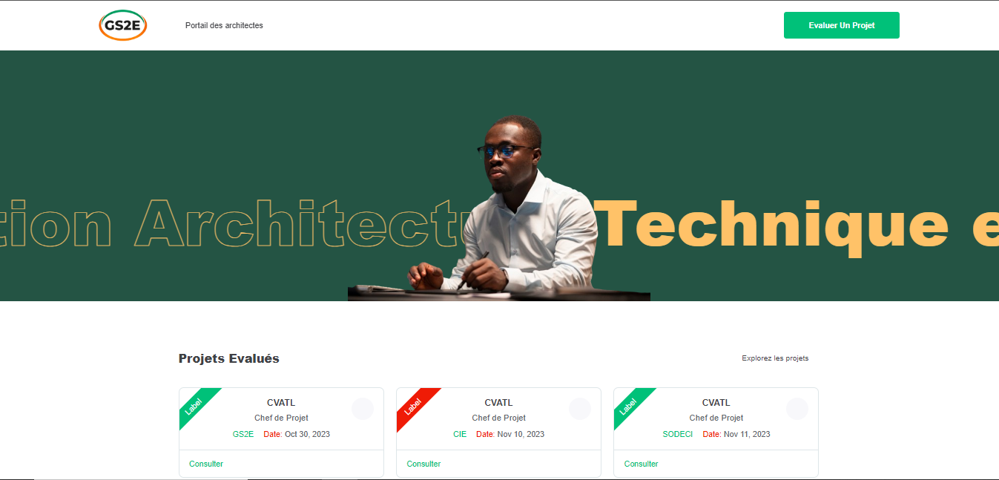 GS2E
Portail des architectes
Evaluer Un Projet
tion Architectu
Technique e
Projets Evalués
Explorez les projets
Label
CVATL
Chef de Projet
GS2E Date: Oct 30, 2023
Consulter
Label
CVATL
Chef de Projet
CIE Date: Nov 10, 2023
Consulter
Label
CVATL
Chef de Projet
SODECI Date: Nov 11, 2023
Consulter